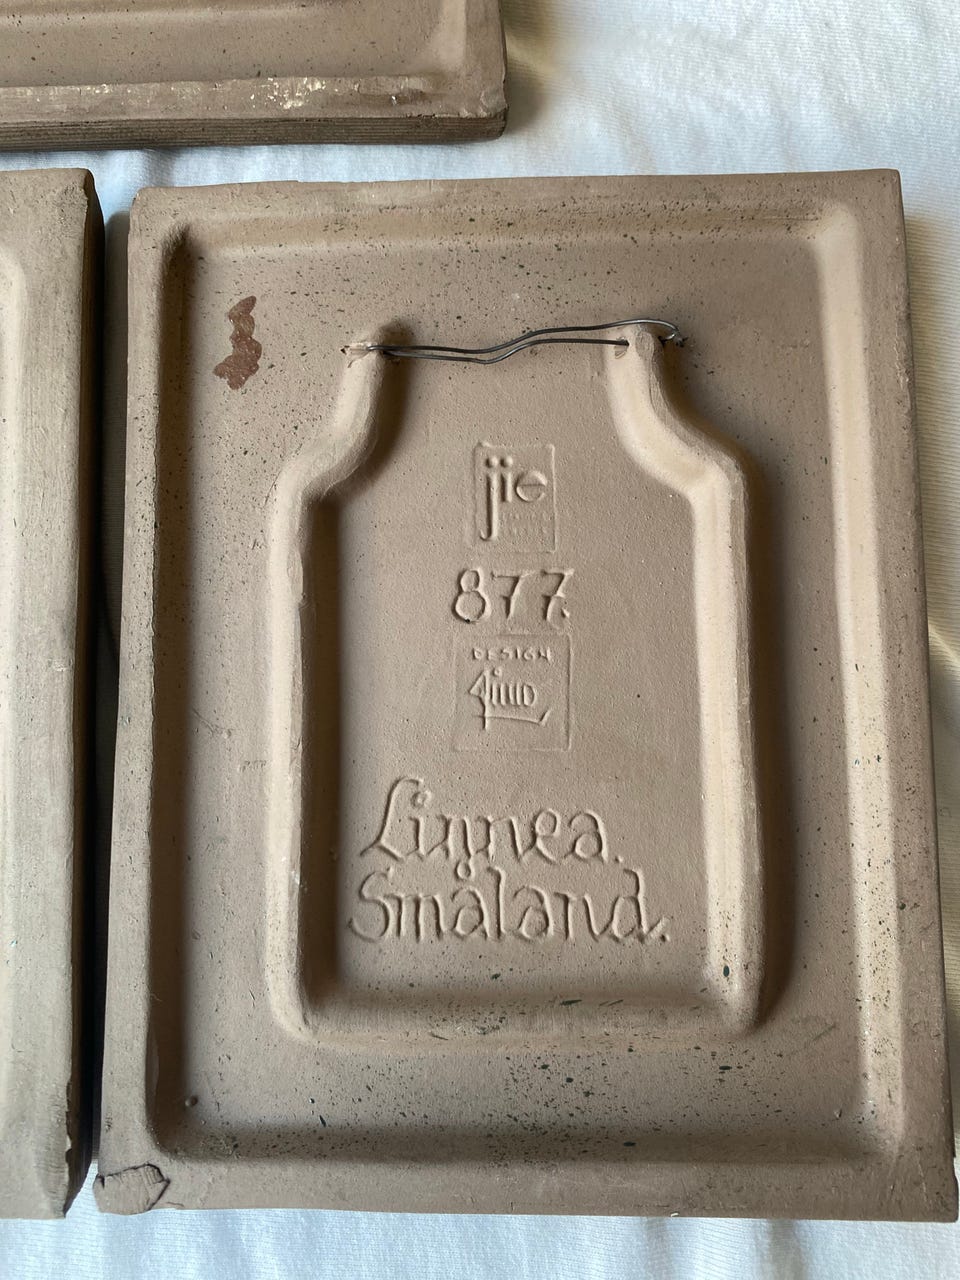 jie
877.
DESIGN
Linnea.
Småland.